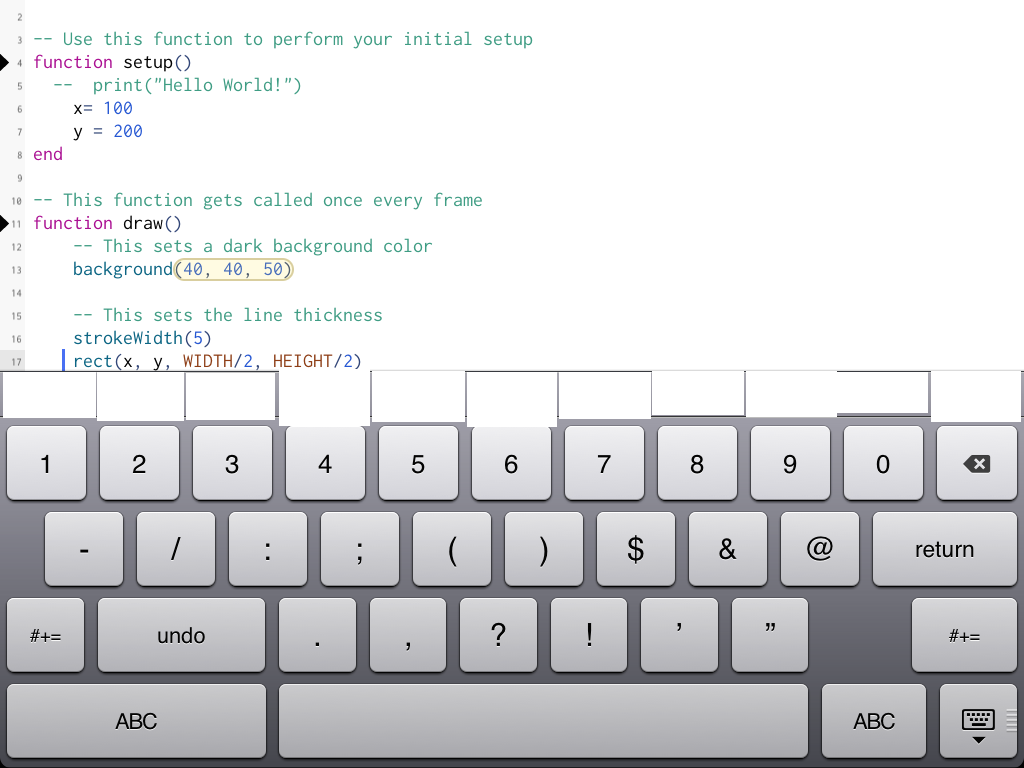 2
3 -- Use this function to perform your initial setup
4 function setup()
5 --  print("Hello World!")
6 x= 100
7 y = 200
8 end
9
10 -- This function gets called once every frame
11 function draw()
12 -- This sets a dark background color
13 background(40, 40, 50)
14
15 -- This sets the line thickness
16 strokeWidth(5)
17 rect(x, y, WIDTH/2, HEIGHT/2)
1 2 3 4 5 6 7 8 9 0
- / : ; ( ) $ & @ return
#+= undo . , ? ! ’ ” #+=
ABC ABC